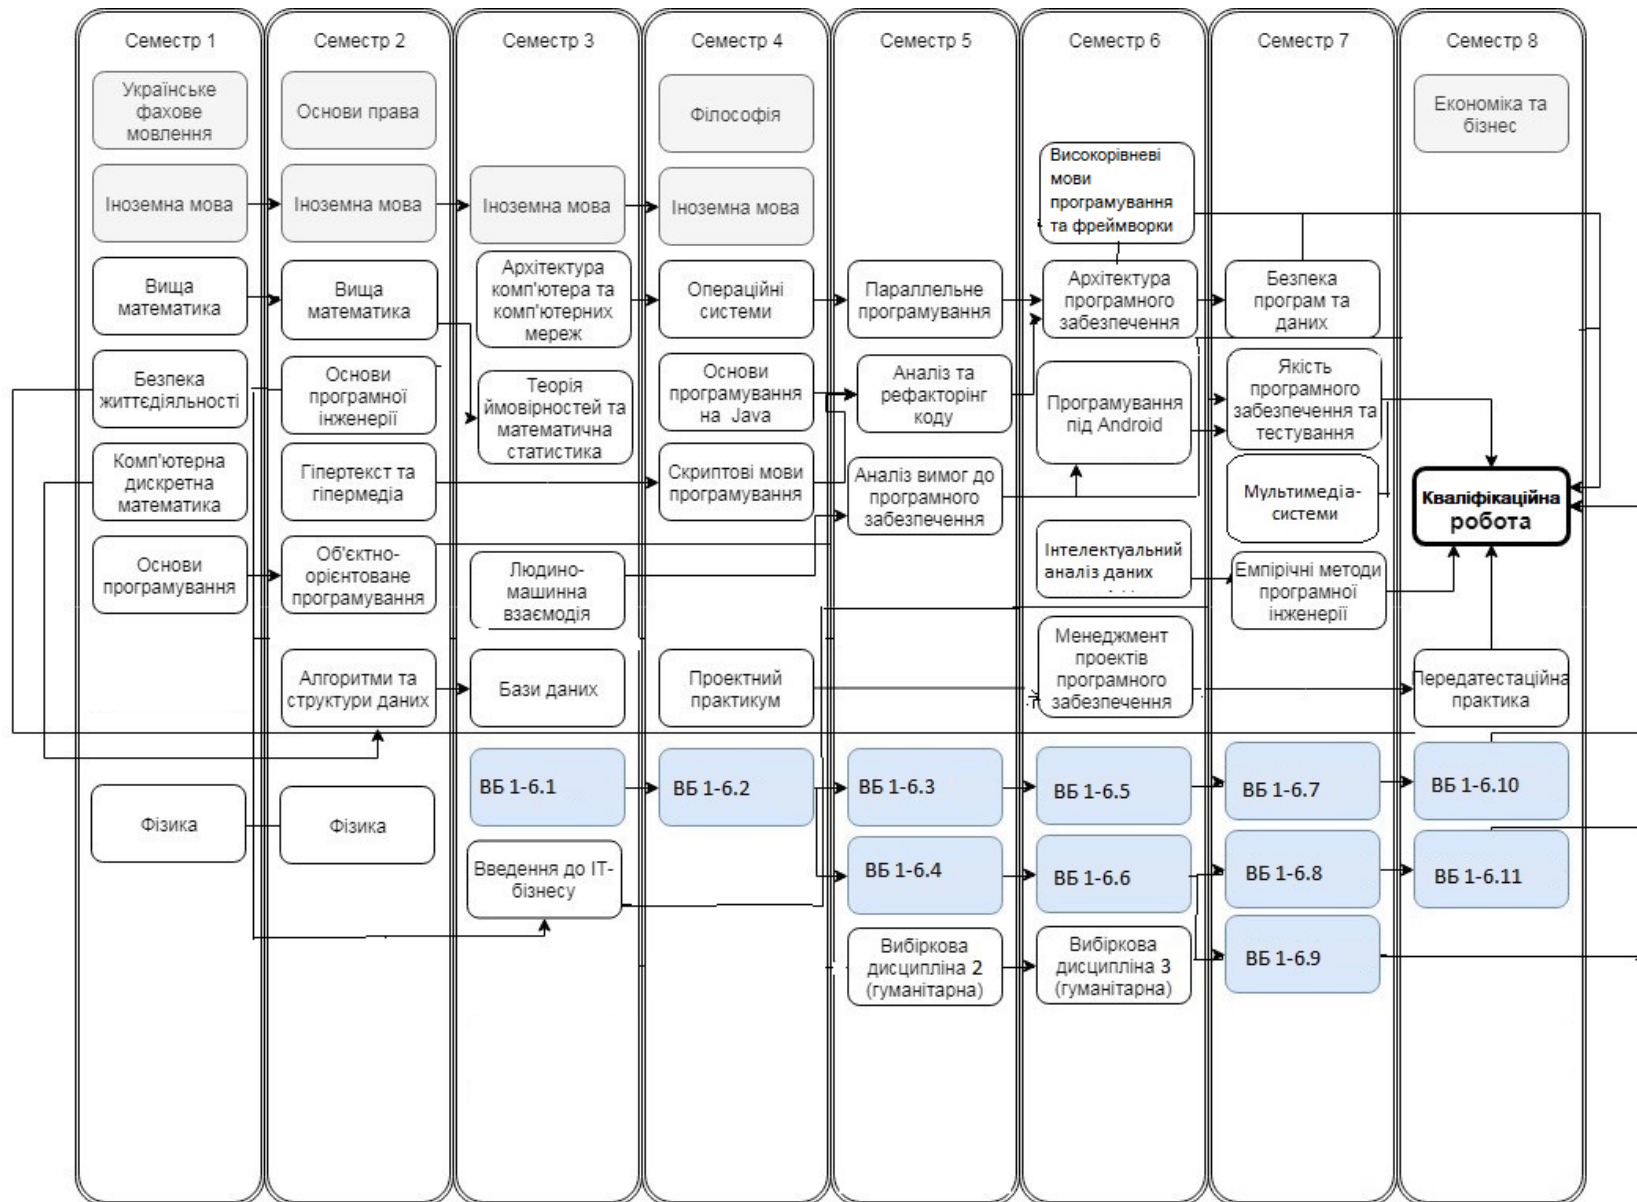 Семестр 1
Українське
фахове
мовлення
Іноземна мова
Вища
математика
Безпека
життєдіяльності
Комп'ютерна
дискретна
математика
Основи
програмування
Фізика
Семестр 2
Основи права
Іноземна мова
Вища
математика
Основи
програмної
інженерії
Гіпертекст та
гіпермедіа
Об'єктно-
орієнтоване
програмування
Алгоритми та
структури даних
Фізика
Семестр 3
Іноземна мова
Архітектура
комп'ютера та
комп'ютерних
мереж
Теорія
ймовірностей та
математична
статистика
Людино-
машинна
взаємодія
Бази даних
ВБ 1-6.1
Введення до ІТ-
бізнесу
Семестр 4
Філософія
Іноземна мова
Операційні
системи
Основи
програмування
на Java
Скриптові мови
програмування
Проектний
практикум
ВБ 1-6.2
Семестр 5
Параллельне
програмування
Аналіз та
рефакторінг
коду
Аналіз вимог до
програмного
забезпечення
ВБ 1-6.3
ВБ 1-6.4
Вибіркова
дисципліна 2
(гуманітарна)
Семестр 6
Високорівневі
мови
програмування
та фреймворки
Архітектура
програмного
забезпечення
Програмування
під Android
Інтелектуальний
аналіз даних
Менеджмент
проектів
програмного
забезпечення
ВБ 1-6.5
ВБ 1-6.6
Вибіркова
дисципліна 3
(гуманітарна)
Семестр 7
Безпека
програм та
даних
Якість
програмного
забезпечення та
тестування
Мультимедіа-
системи
Емпірічні методи
програмної
інженерії
ВБ 1-6.7
ВБ 1-6.8
ВБ 1-6.9
Семестр 8
Економіка та
бізнес
Кваліфікаційна
робота
Передатестаційна
практика
ВБ 1-6.10
ВБ 1-6.11